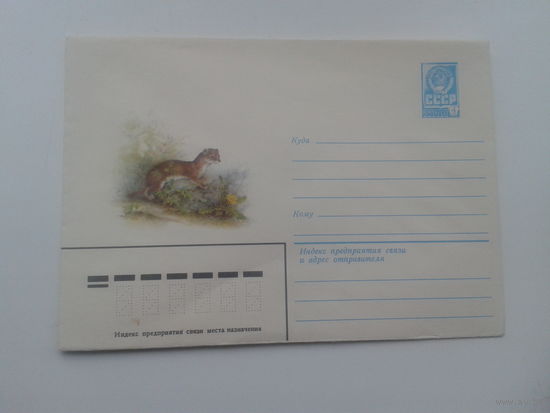 СССР
Куда
Кому
Индекс предприятия связи
и адрес отправителя
Индекс предприятия связи места назначения